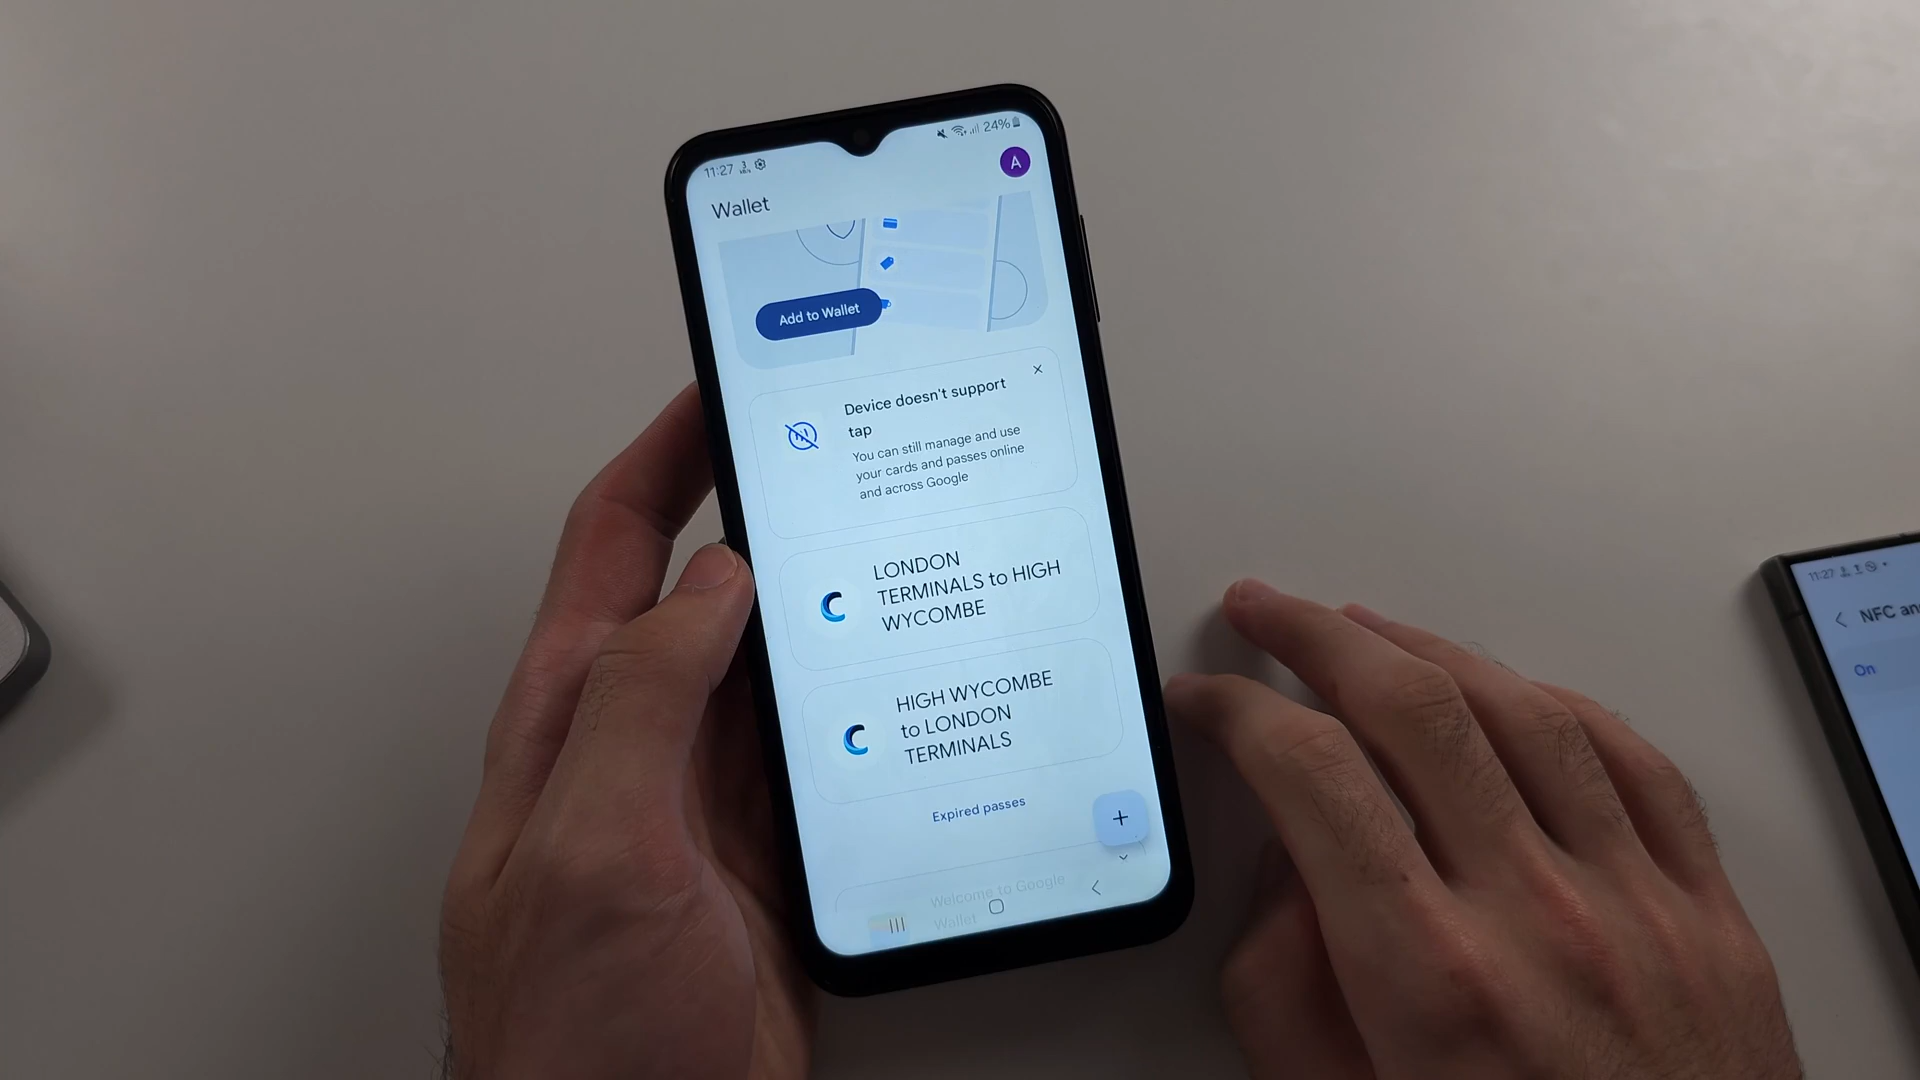 11:27
24%
A
Wallet
Add to Wallet
Device doesn't support
tap
You can still manage and use
your cards and passes online
and across Google
LONDON
TERMINALS to HIGH
WYCOMBE
HIGH WYCOMBE
to LONDON
TERMINALS
Expired passes
+
Welcome to Google
Wallet
11:27
NFC an
On